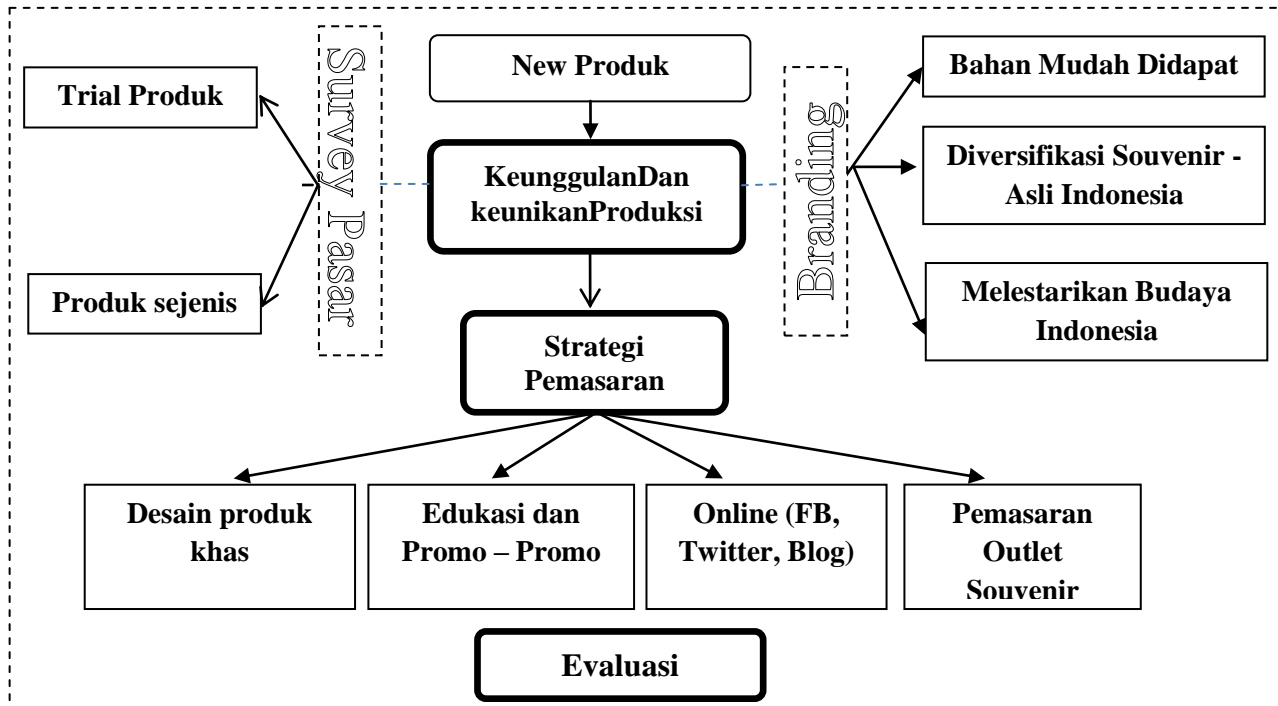 New Produk
Trial Produk
Survey Pasar
KeunggulanDan
keunikanProduksi
Branding
Bahan Mudah Didapat
Diversifikasi Souvenir -
Asli Indonesia
Produk sejenis
Melestarikan Budaya
Indonesia
Strategi
Pemasaran
Desain produk
khas
Edukasi dan
Promo – Promo
Online (FB,
Twitter, Blog)
Pemasaran
Outlet
Souvenir
Evaluasi